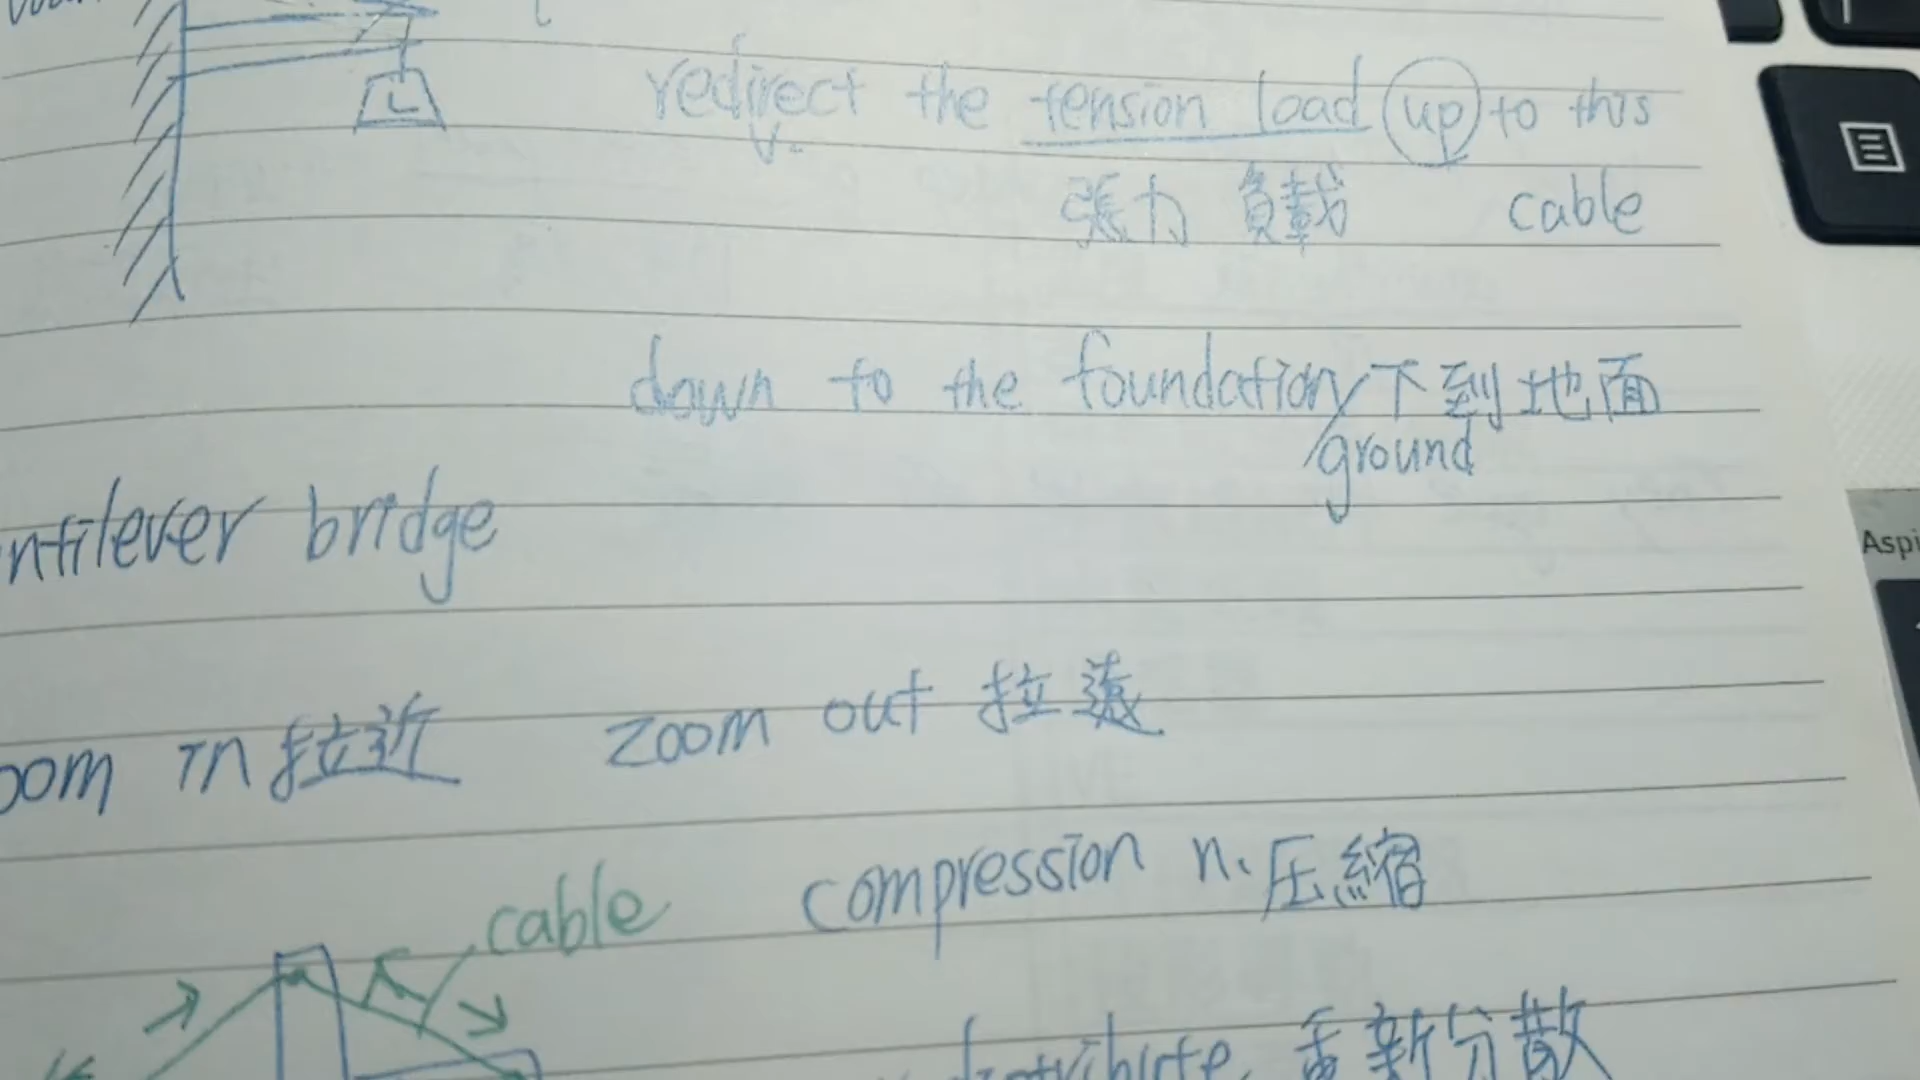 L
redirect the tension load up to this
v.
張力 負載 cable
down to the foundation/下到地面
ground
Aspi
ntilever bridge
oom in 拉近 zoom out 拉遠
compression n. 压縮
cable
重新分散